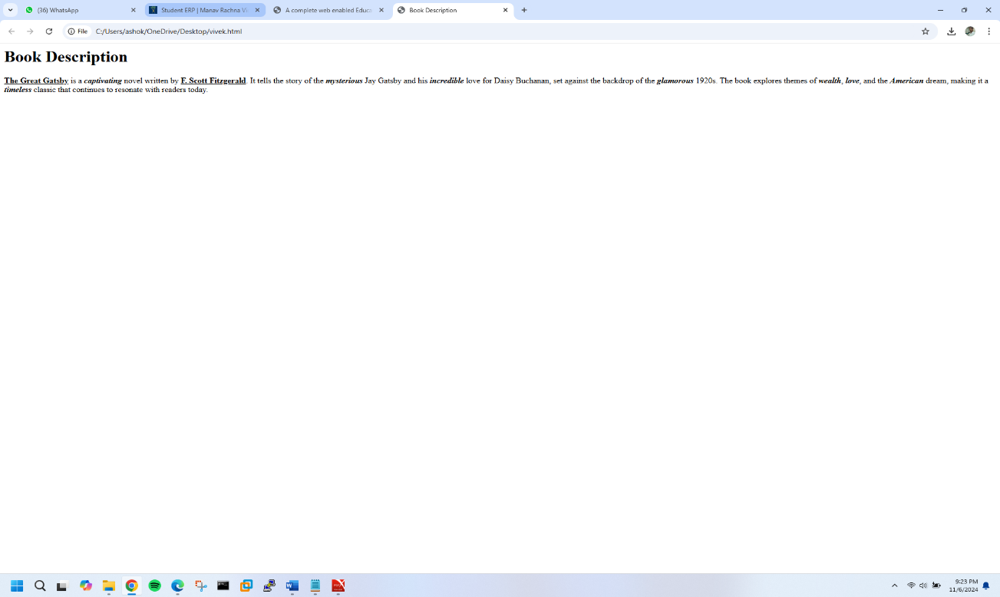 (36) WhatsApp
Student ERP | Manav Rachna Vi
A complete web enabled Educa
Book Description
File C:/Users/ashok/OneDrive/Desktop/vivek.html
Book Description
The Great Gatsby is a captivating novel written by F. Scott Fitzgerald. It tells the story of the mysterious Jay Gatsby and his incredible love for Daisy Buchanan, set against the backdrop of the glamorous 1920s. The book explores themes of wealth, love, and the American dream, making it a
timeless classic that continues to resonate with readers today.
9:23 PM
11/6/2024